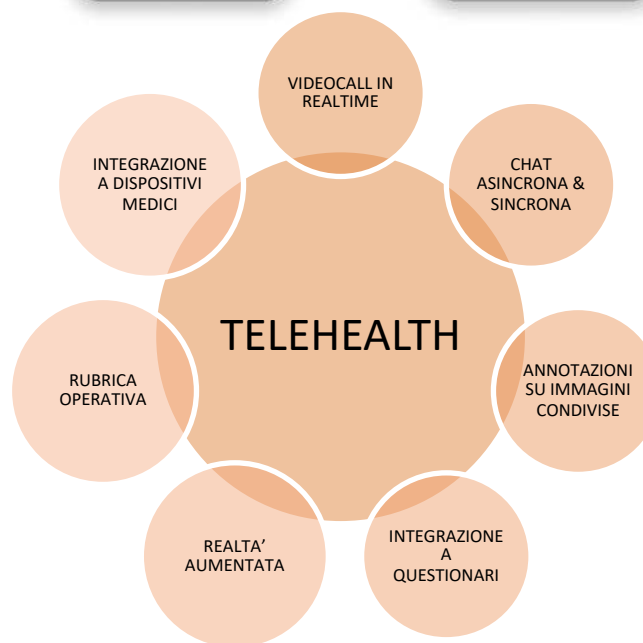 VIDEOCALL IN
REALTIME
CHAT
ASINCRONA &
SINCRONA
ANNOTAZIONI
SU IMMAGINI
CONDIVISE
INTEGRAZIONE
A
QUESTIONARI
REALTA’
AUMENTATA
RUBRICA
OPERATIVA
INTEGRAZIONE
A DISPOSITIVI
MEDICI
TELEHEALTH